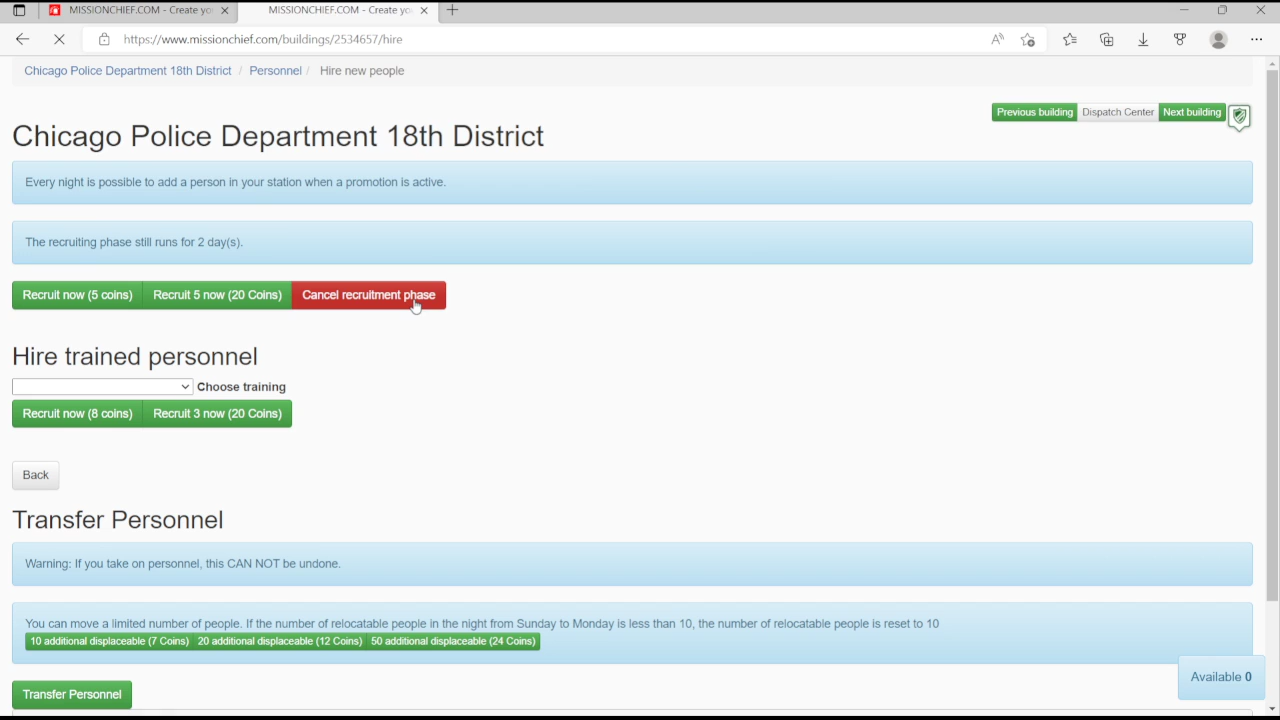 MISSIONCHIEF.COM - Create yo
MISSIONCHIEF.COM - Create yo
https://www.missionchief.com/buildings/2534657/hire
Chicago Police Department 18th District / Personnel / Hire new people
Previous building Dispatch Center Next building
Chicago Police Department 18th District
Every night is possible to add a person in your station when a promotion is active.
The recruiting phase still runs for 2 day(s).
Recruit now (5 coins) Recruit 5 now (20 Coins) Cancel recruitment phase
Hire trained personnel
Choose training
Recruit now (8 coins) Recruit 3 now (20 Coins)
Back
Transfer Personnel
Warning: If you take on personnel, this CAN NOT be undone.
You can move a limited number of people. If the number of relocatable people in the night from Sunday to Monday is less than 10, the number of relocatable people is reset to 10
10 additional displaceable (7 Coins) 20 additional displaceable (12 Coins) 50 additional displaceable (24 Coins)
Available 0
Transfer Personnel